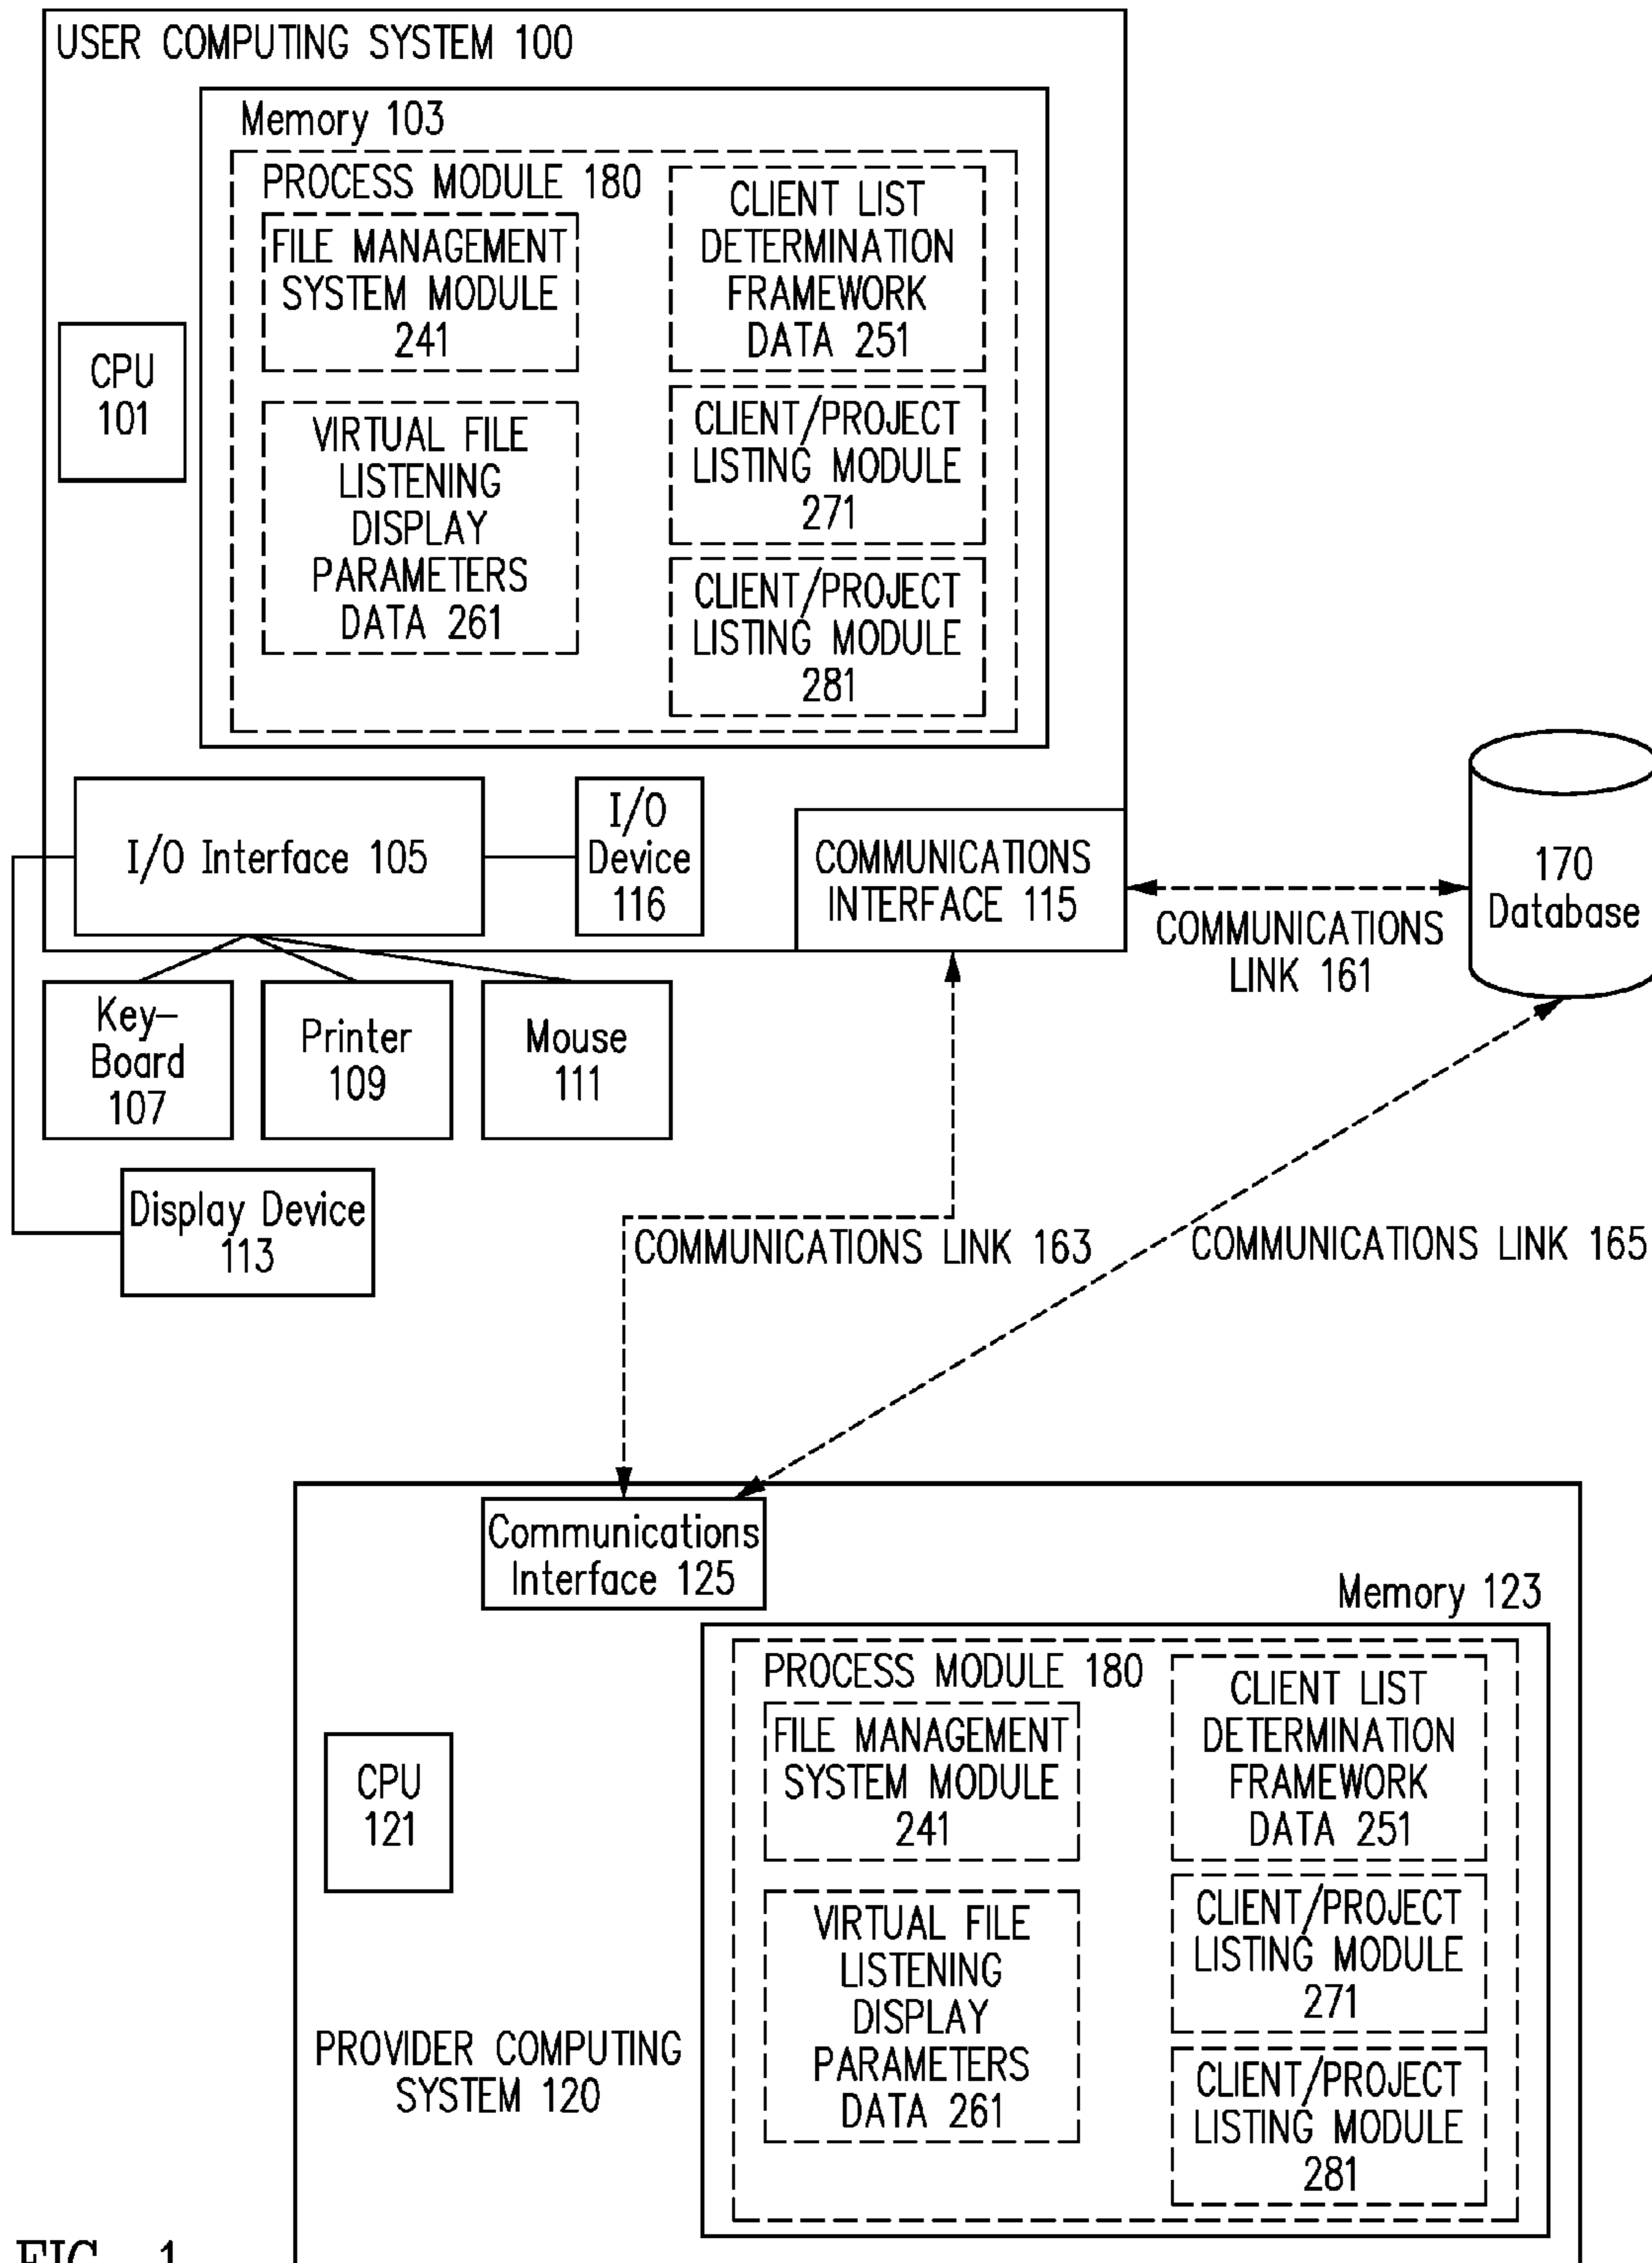 USER COMPUTING SYSTEM 100
Memory 103
PROCESS MODULE 180
FILE MANAGEMENT
SYSTEM MODULE
241
CLIENT LIST
DETERMINATION
FRAMEWORK
DATA 251
CPU
101
VIRTUAL FILE
LISTENING
DISPLAY
PARAMETERS
DATA 261
CLIENT/PROJECT
LISTING MODULE
271
CLIENT/PROJECT
LISTING MODULE
281
I/O Interface 105
I/O
Device
116
COMMUNICATIONS
INTERFACE 115
COMMUNICATIONS
LINK 161
170
Database
Key-
Board
107
Printer
109
Mouse
111
Display Device
113
COMMUNICATIONS LINK 163
COMMUNICATIONS LINK 165
Communications
Interface 125
Memory 123
PROCESS MODULE 180
FILE MANAGEMENT
SYSTEM MODULE
241
CLIENT LIST
DETERMINATION
FRAMEWORK
DATA 251
CPU
121
VIRTUAL FILE
LISTENING
DISPLAY
PARAMETERS
DATA 261
CLIENT/PROJECT
LISTING MODULE
271
CLIENT/PROJECT
LISTING MODULE
281
PROVIDER COMPUTING
SYSTEM 120
FIG. 1